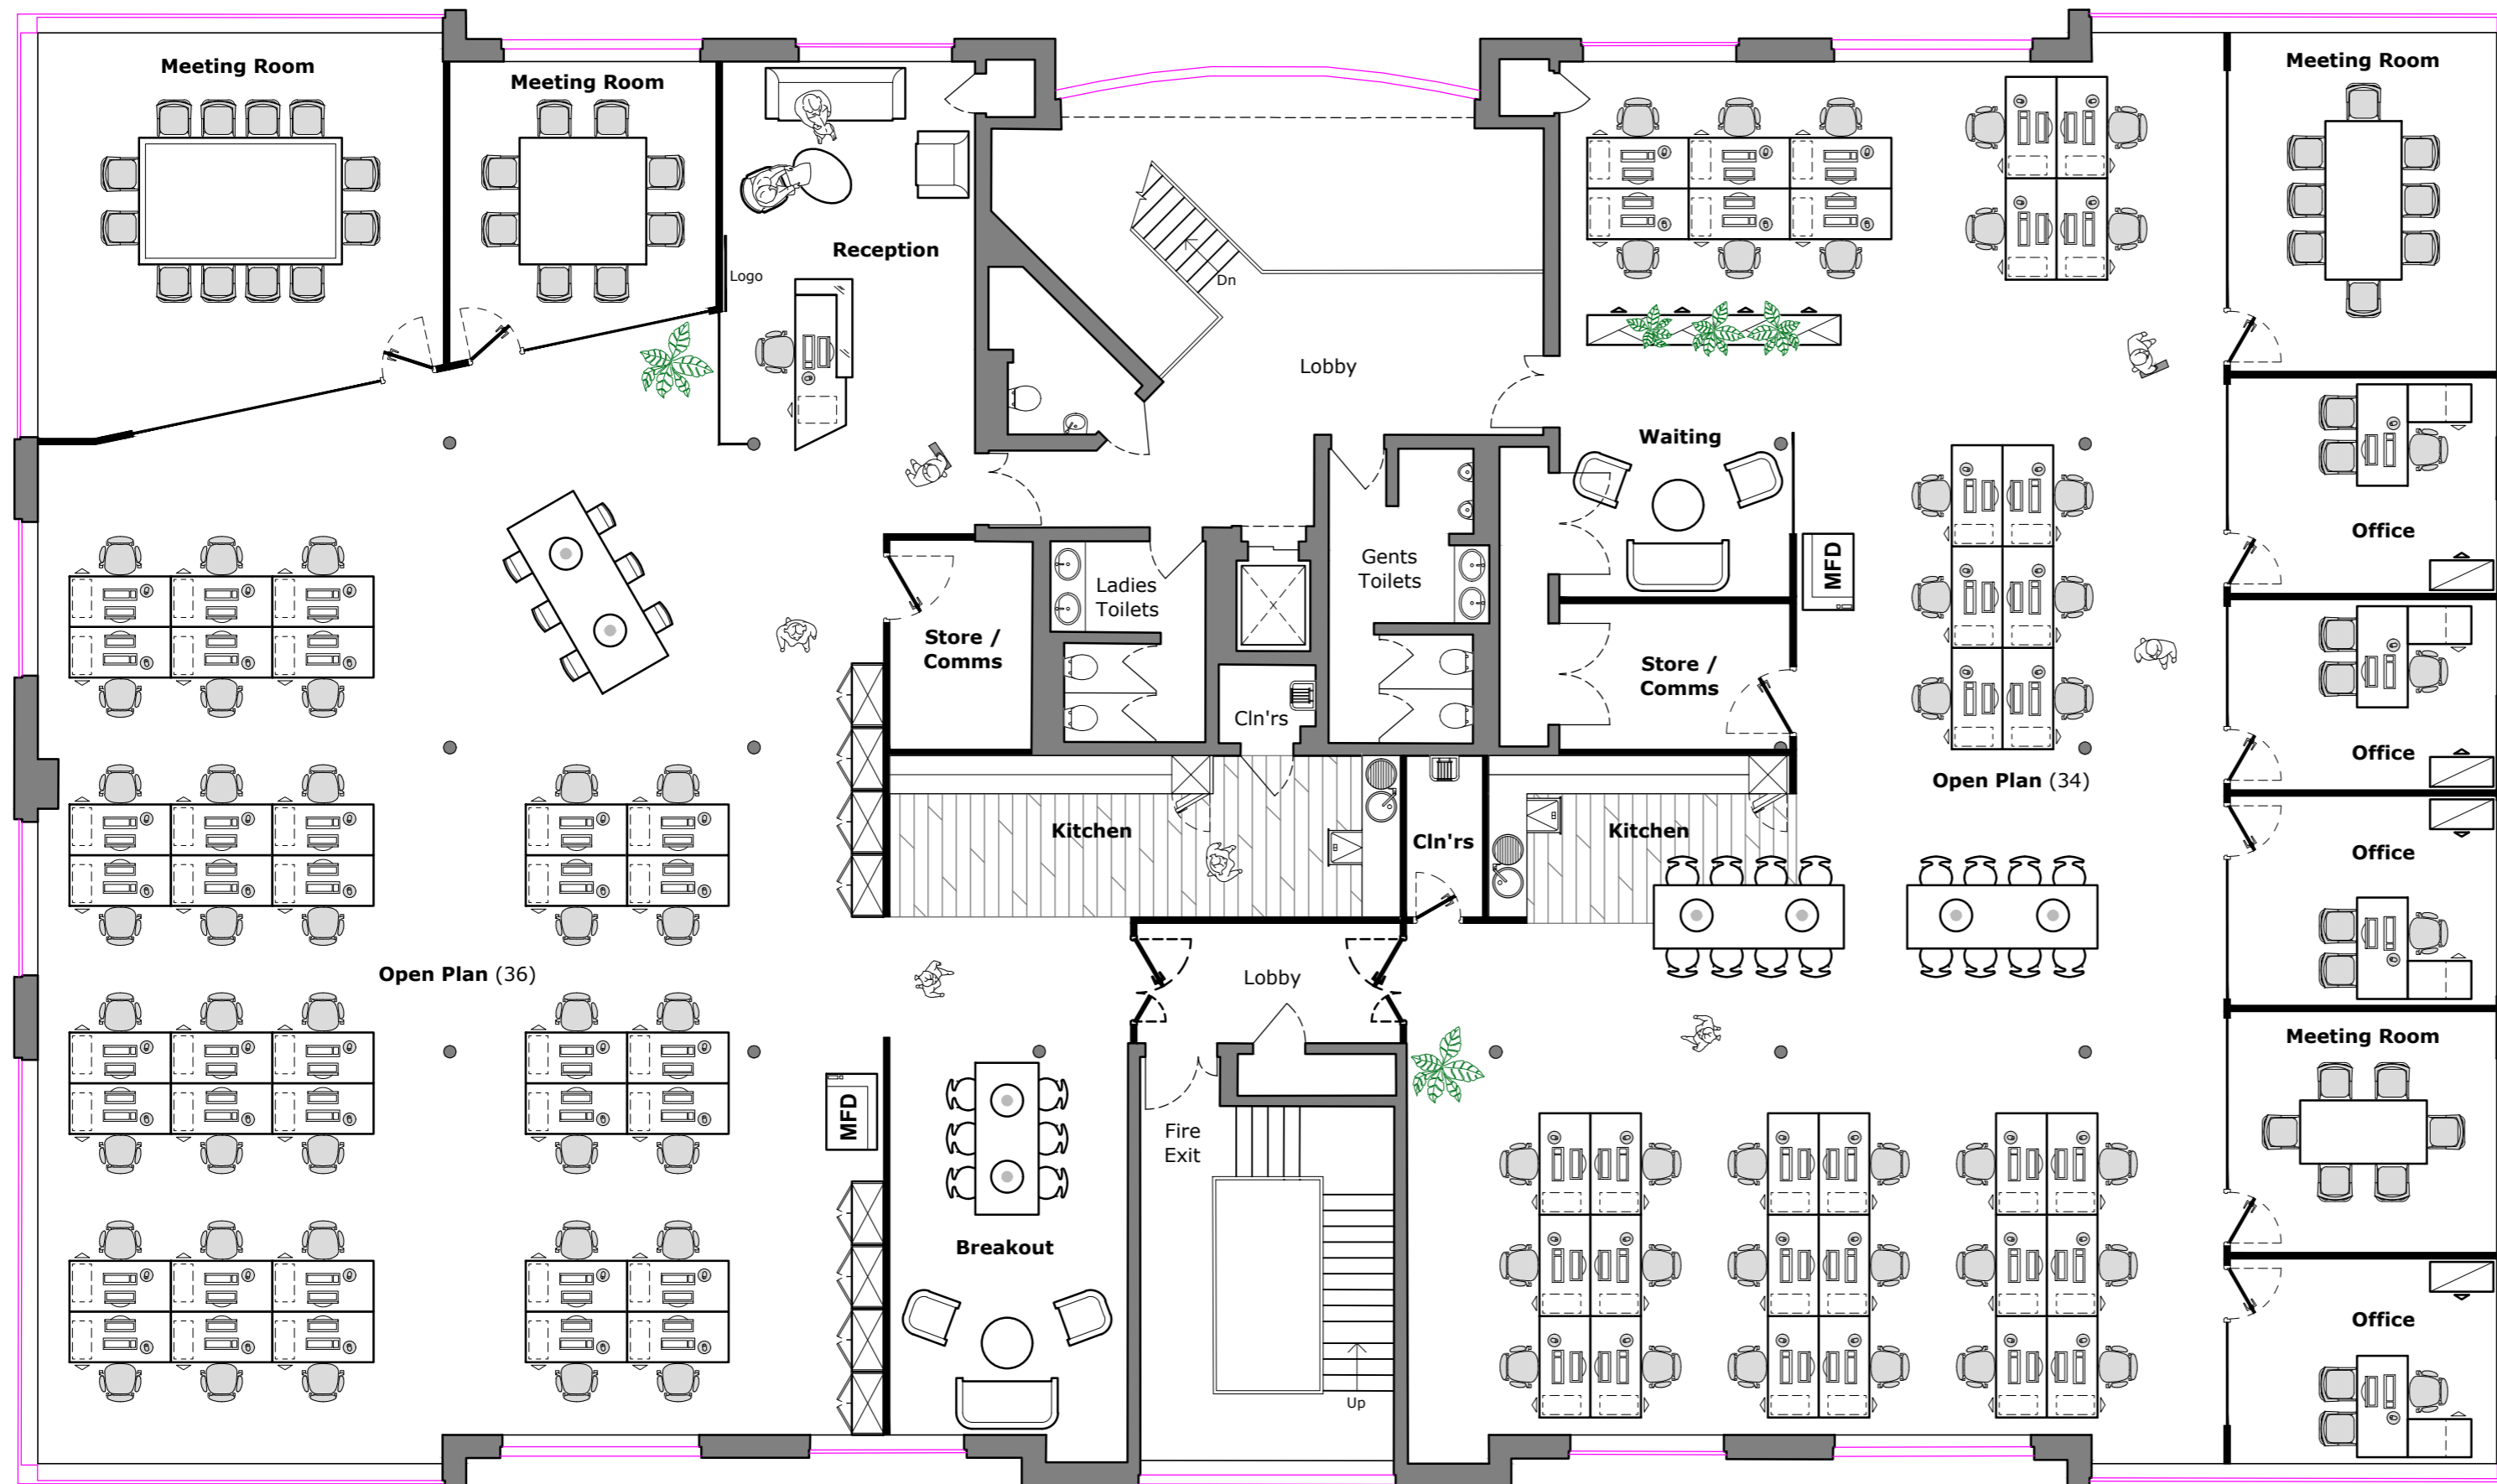 Meeting Room
Meeting Room
Meeting Room
Reception
Logo
Dn
Lobby
Waiting
Office
MFD
Gents
Toilets
Ladies
Toilets
Store /
Comms
Store /
Comms
Cln'rs
Office
Open Plan (34)
Kitchen
Cln'rs
Kitchen
Office
Open Plan (36)
Lobby
Meeting Room
MFD
Fire
Exit
Breakout
Office
Up